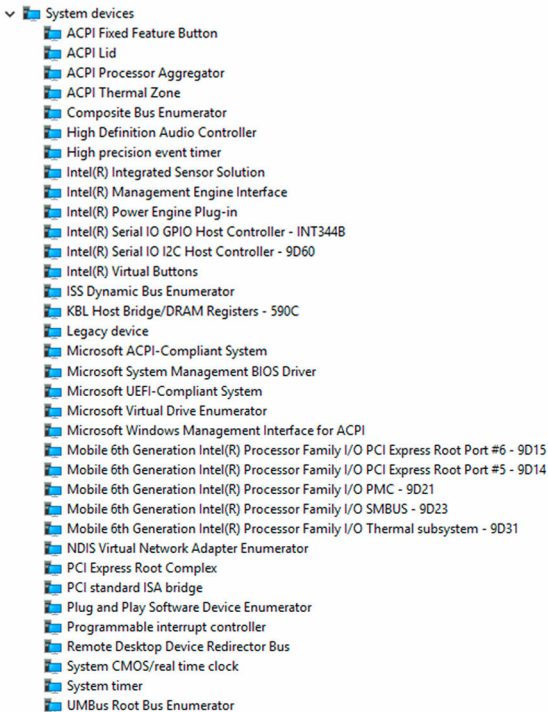 System devices
ACPI Fixed Feature Button
ACPI Lid
ACPI Processor Aggregator
ACPI Thermal Zone
Composite Bus Enumerator
High Definition Audio Controller
High precision event timer
Intel(R) Integrated Sensor Solution
Intel(R) Management Engine Interface
Intel(R) Power Engine Plug-in
Intel(R) Serial IO GPIO Host Controller - INT344B
Intel(R) Serial IO I2C Host Controller - 9D60
Intel(R) Virtual Buttons
ISS Dynamic Bus Enumerator
KBL Host Bridge/DRAM Registers - 590C
Legacy device
Microsoft ACPI-Compliant System
Microsoft System Management BIOS Driver
Microsoft UEFI-Compliant System
Microsoft Virtual Drive Enumerator
Microsoft Windows Management Interface for ACPI
Mobile 6th Generation Intel(R) Processor Family I/O PCI Express Root Port #6 - 9D15
Mobile 6th Generation Intel(R) Processor Family I/O PCI Express Root Port #5 - 9D14
Mobile 6th Generation Intel(R) Processor Family I/O PMC - 9D21
Mobile 6th Generation Intel(R) Processor Family I/O SMBUS - 9D23
Mobile 6th Generation Intel(R) Processor Family I/O Thermal subsystem - 9D31
NDIS Virtual Network Adapter Enumerator
PCI Express Root Complex
PCI standard ISA bridge
Plug and Play Software Device Enumerator
Programmable interrupt controller
Remote Desktop Device Redirector Bus
System CMOS/real time clock
System timer
UMBus Root Bus Enumerator